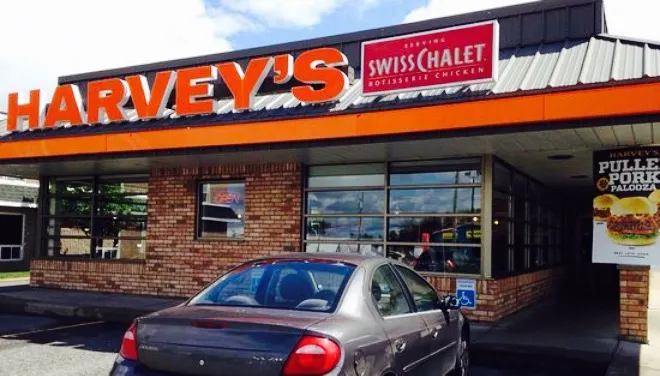 HARVEY'S
SERVING
SWISS CHALET
ROTISSERIE CHICKEN
OPEN
HARVEY'S
PULLED
PORK
PALOOZA